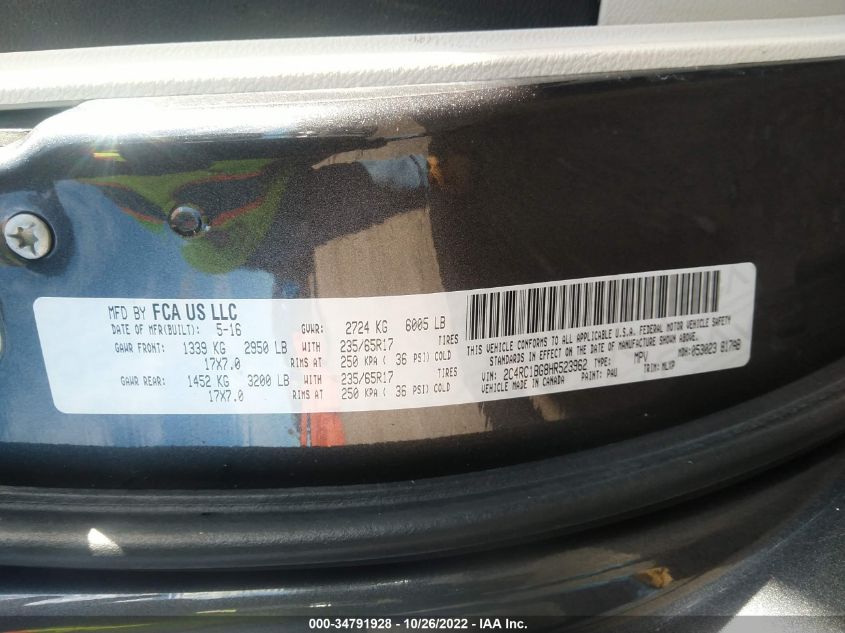 MFD BY FCA US LLC
DATE OF MFR(BUILT): 5-16 GVWR: 2724 KG 6005 LB
GAWR FRONT: 1339 KG 2950 LB WITH 235/65R17 TIRES
17X7.0 RIMS AT 250 KPA ( 36 PSI) COLD
GAWR REAR: 1452 KG 3200 LB WITH 235/65R17 TIRES
17X7.0 RIMS AT 250 KPA ( 36 PSI) COLD
THIS VEHICLE CONFORMS TO ALL APPLICABLE U.S.A. FEDERAL MOTOR VEHICLE SAFETY
STANDARDS IN EFFECT ON THE DATE OF MANUFACTURE SHOWN ABOVE.
VIN: 2C4RC1BG8HR523962 TYPE: MPV MDH: 053023 817AB
VEHICLE MADE IN CANADA PAINT: PAU TRIM: MLXP
000-34791928 - 10/26/2022 - IAA Inc.